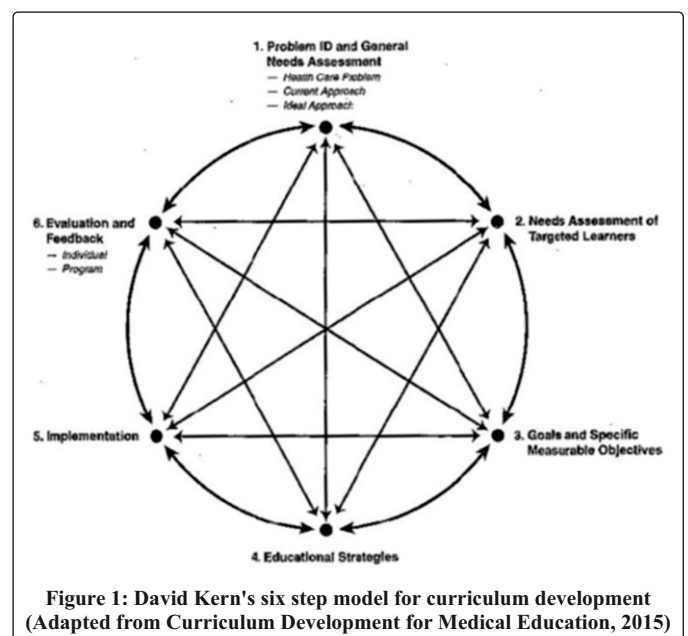 1. Problem ID and General
Needs Assessment
— Health Care Problem
— Current Approach
— Ideal Approach
6. Evaluation and
Feedback
— Individual
— Program
2. Needs Assessment of
Targeted Learners
5. Implementation
3. Goals and Specific
Measurable Objectives
4. Educational Strategies
Figure 1: David Kern's six step model for curriculum development
(Adapted from Curriculum Development for Medical Education, 2015)